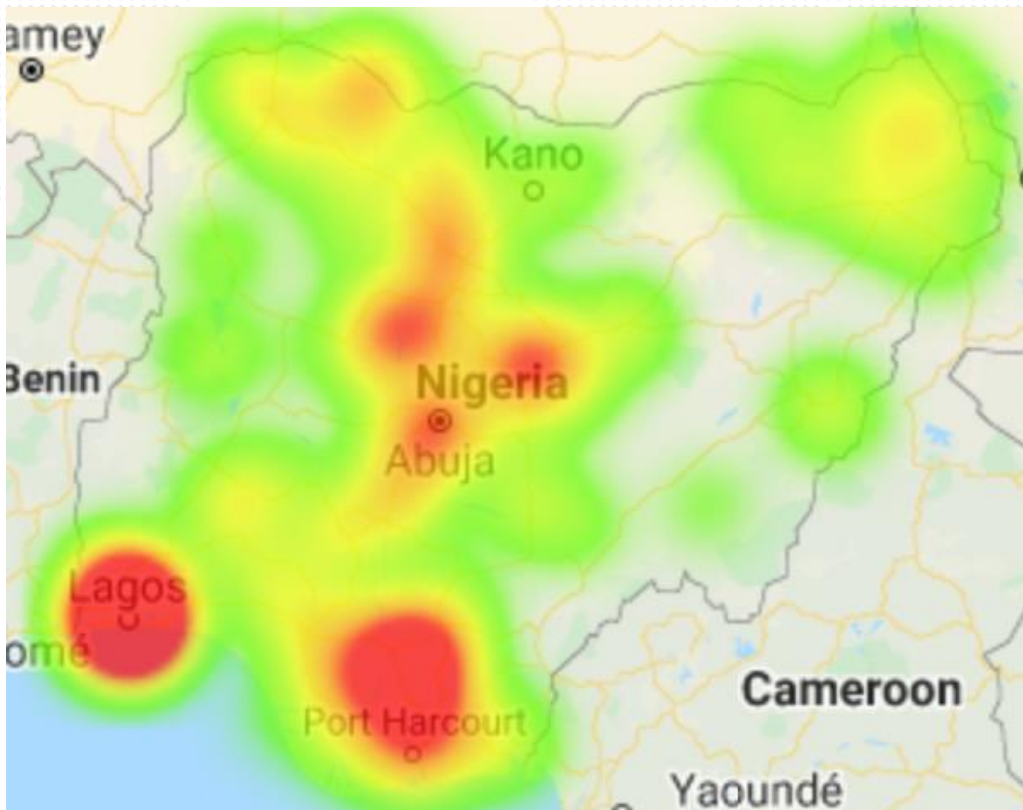 amey
Kano
Benin
Nigeria
Abuja
Lagos
omé
Port Harcourt
Cameroon
Yaoundé